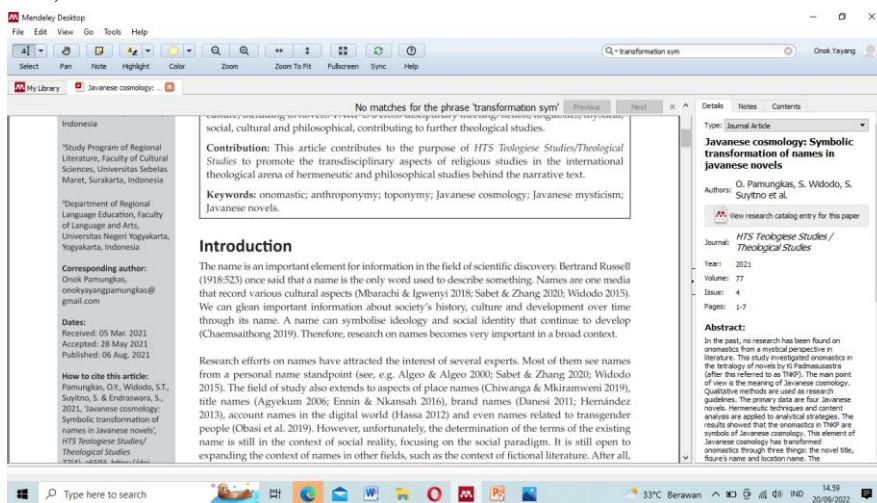 Mendeley Desktop
File Edit View Go Tools Help
Select Pan Note Highlight Color Zoom Zoom To Fit Fullscreen Sync Help
transformation sym
Onok Yayang
My Library
Javanese cosmology: ...
No matches for the phrase 'transformation sym'
Previous
Next
Indonesia
³Study Program of Regional
Literature, Faculty of Cultural
Sciences, Universitas Sebelas
Maret, Surakarta, Indonesia
Department of Regional
Language Education, Faculty
of Language and Arts,
Universitas Negeri Yogyakarta,
Yogyakarta, Indonesia
Corresponding author:
Onok Pamungkas,
onokyayangpamungkas@
gmail.com
Dates:
Received: 05 Mar. 2021
Accepted: 28 May 2021
Published: 06 Aug. 2021
How to cite this article:
Pamungkas, O.Y., Widodo, S.T.,
Suyitno, S. & Endraswara, S.,
2021, 'Javanese cosmology:
Symbolic transformation of
names in Javanese novels',
HTS Teologiese Studies/
Theological Studies
social, cultural and philosophical, contributing to further theological studies.
Contribution: This article contributes to the purpose of HTS Teologiese Studies/Theological
Studies to promote the transdisciplinary aspects of religious studies in the international
theological arena of hermeneutic and philosophical studies behind the narrative text.
Keywords: onomastic; anthroponymy; toponymy; Javanese cosmology; Javanese mysticism;
Javanese novels.
Introduction
The name is an important element for information in the field of scientific discovery. Bertrand Russell
(1918:523) once said that a name is the only word used to describe something. Names are one media
that record various cultural aspects (Mbarachi & Igwenyi 2018; Sabet & Zhang 2020; Widodo 2015).
We can glean important information about society's history, culture and development over time
through its name. A name can symbolise ideology and social identity that continue to develop
(Chaemsaithong 2019). Therefore, research on names becomes very important in a broad context.
Research efforts on names have attracted the interest of several experts. Most of them see names
from a personal name standpoint (see, e.g. Algeo & Algeo 2000; Sabet & Zhang 2020; Widodo
2015). The field of study also extends to aspects of place names (Chiwanga & Mkiramweni 2019),
title names (Agyekum 2006; Ennin & Nkansah 2016), brand names (Danesi 2011; Hernández
2013), account names in the digital world (Hassa 2012) and even names related to transgender
people (Obasi et al. 2019). However, unfortunately, the determination of the terms of the existing
name is still in the context of social reality, focusing on the social paradigm. It is still open to
expanding the context of names in other fields, such as the context of fictional literature. After all,
Details Notes Contents
Type: Journal Article
Javanese cosmology: Symbolic
transformation of names in
javanese novels
Authors: O. Pamungkas, S. Widodo, S.
Suyitno et al.
View research catalog entry for this paper
Journal: HTS Teologiese Studies /
Theological Studies
Year: 2021
Volume: 77
Issue: 4
Pages: 1-7
Abstract:
In the past, no research has been found on
onomastics from a mystical perspective in
literature. This study investigated onomastics in
the tetralogy of novels by Ki Padmasusastra
(after this referred to as TNKP). The main point
of view is the meaning of Javanese cosmology.
Qualitative methods are used as research
guidelines. The primary data are four Javanese
novels. Hermeneutic techniques and content
analysis are applied to analytical strategies. The
results showed that the onomastics in TNKP are
symbols of Javanese cosmology. This element of
Javanese cosmology has transformed
onomastics through three things: the novel title,
figure's name and location name. The
Type here to search
33°C Berawan
IND
14.59
20/09/2022